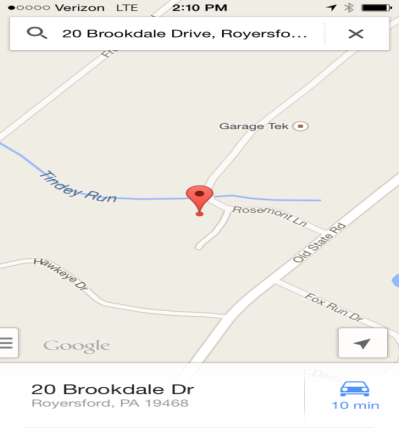 Verizon LTE 2:10 PM
20 Brookdale Drive, Royersfo...
Garage Tek
Tindey Run
Rosemont Ln
Old State Rd
Hawkeye Dr
Fox Run Dr
Google
20 Brookdale Dr
Royersford, PA 19468
10 min